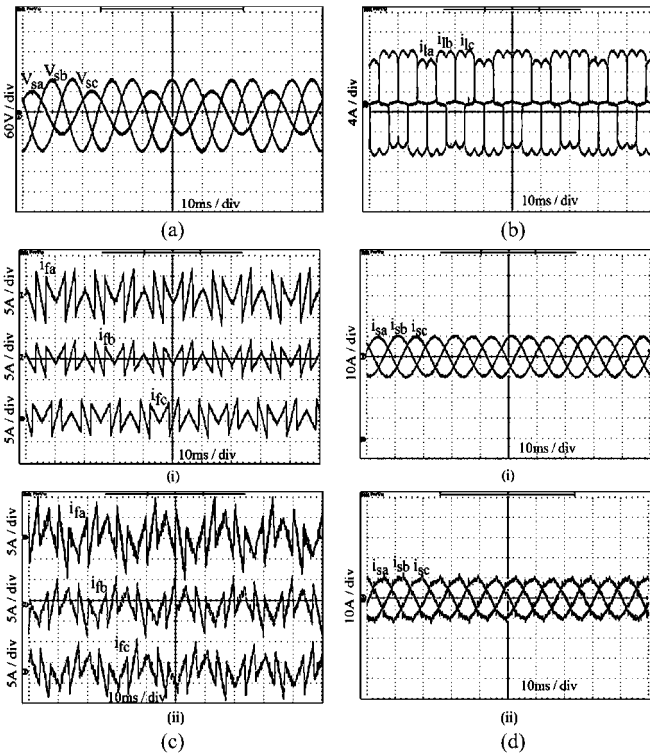 V_sa V_sb V_sc
60V / div
10ms / div
(a)
i_la i_lb i_lc
4A / div
10ms / div
(b)
i_fa
5A / div
i_fb
5A / div
i_fc
5A / div
10ms / div
(i)
i_sa i_sb i_sc
10A / div
10ms / div
(i)
i_fa
5A / div
i_fb
5A / div
i_fc
5A / div
10ms / div
(ii)
(c)
i_sa i_sb i_sc
10A / div
10ms / div
(ii)
(d)